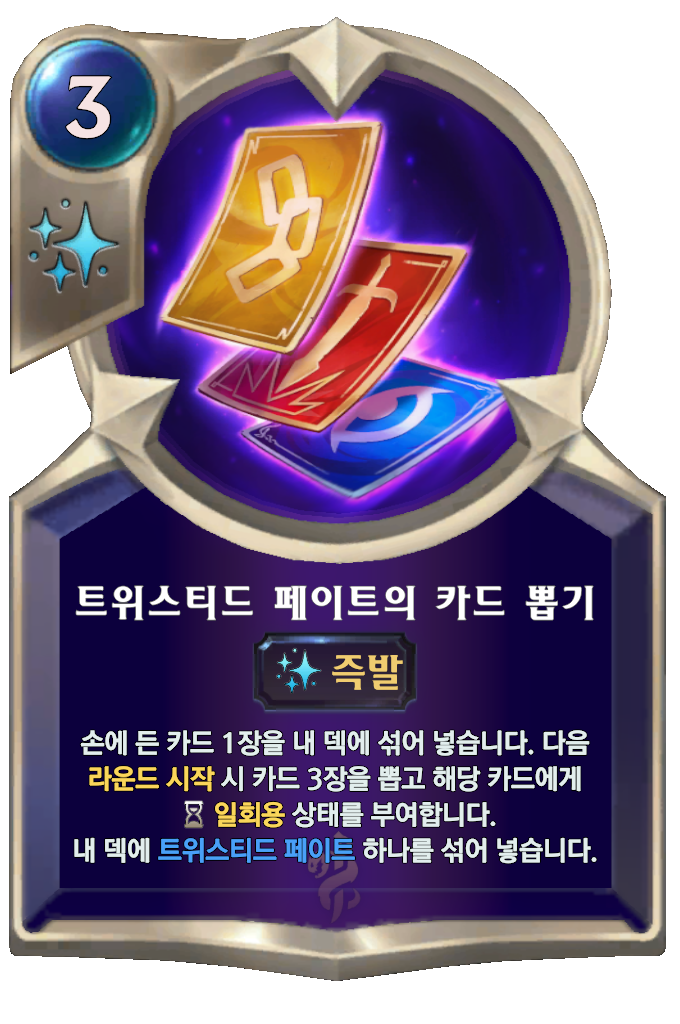 3
트위스티드 페이트의 카드 뽑기
즉발
손에 든 카드 1장을 내 덱에 섞어 넣습니다. 다음
라운드 시작 시 카드 3장을 뽑고 해당 카드에게
일회용 상태를 부여합니다.
내 덱에 트위스티드 페이트 하나를 섞어 넣습니다.